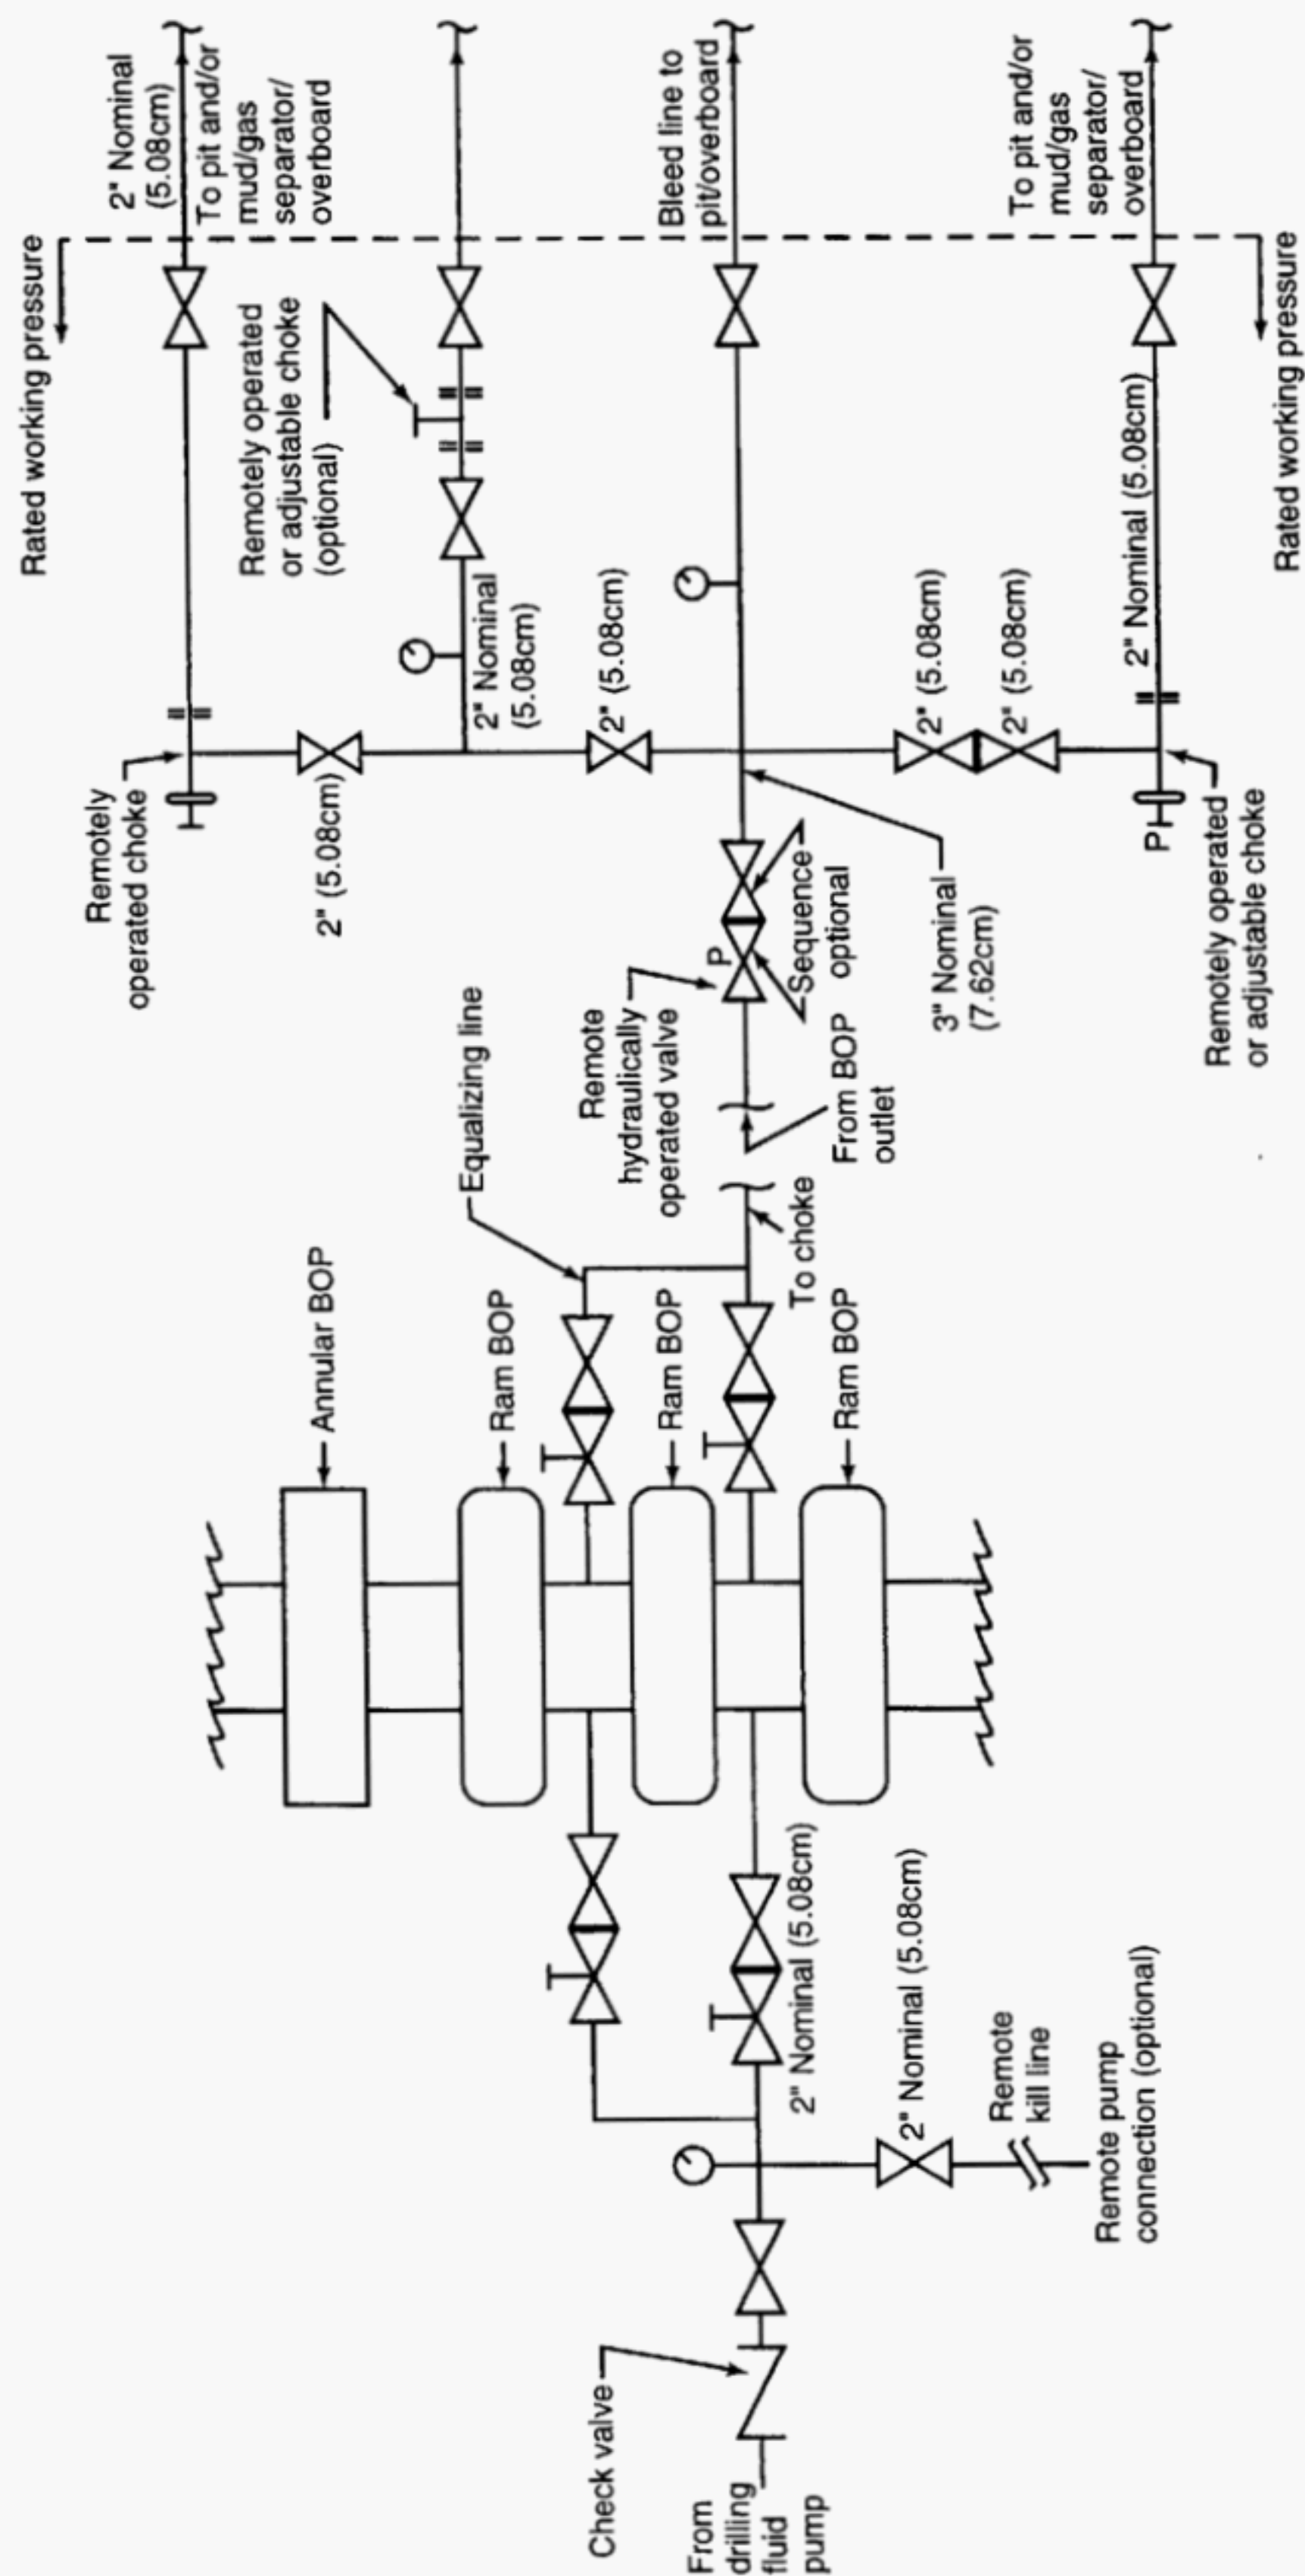 Rated working pressure
2" Nominal
(5.08cm)
To pit and/or
mud/gas
separator/
overboard
Remotely
operated choke
2" (5.08cm)
Remotely operated
or adjustable choke
(optional)
2" Nominal
(5.08cm)
2" (5.08cm)
Bleed line to
pit/overboard
Equalizing line
Remote
hydraulically
operated valve
P
Sequence
optional
From BOP
outlet
To choke
3" Nominal
(7.62cm)
2" (5.08cm)
2" (5.08cm)
To pit and/or
mud/gas
separator/
overboard
2" Nominal (5.08cm)
P
Remotely operated
or adjustable choke
Rated working pressure
Annular BOP
Ram BOP
Ram BOP
Ram BOP
Check valve
From
drilling
fluid
pump
2" Nominal (5.08cm)
2" Nominal (5.08cm)
Remote
kill line
Remote pump
connection (optional)